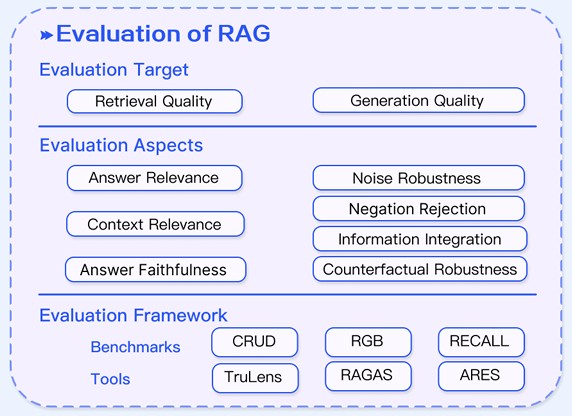 Evaluation of RAG
Evaluation Target
Retrieval Quality
Generation Quality
Evaluation Aspects
Answer Relevance
Noise Robustness
Negation Rejection
Context Relevance
Information Integration
Answer Faithfulness
Counterfactual Robustness
Evaluation Framework
Benchmarks CRUD RGB RECALL
Tools TruLens RAGAS ARES